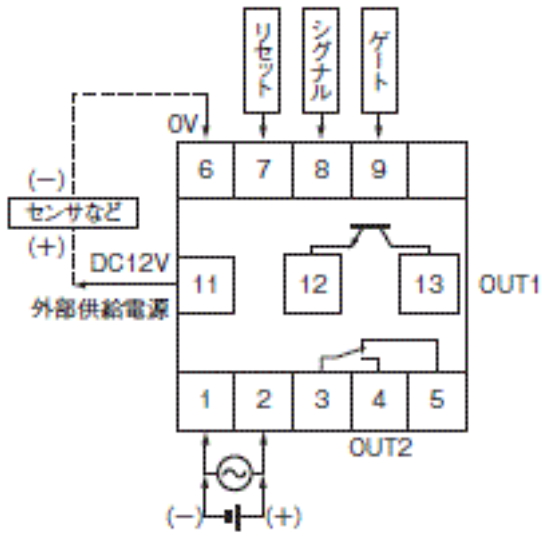 リセット
シグナル
ゲート
0V
6 7 8 9
(−)
センサなど
(+)
DC12V
外部供給電源
11 12 13 OUT1
1 2 3 4 5
OUT2
(−) (+)